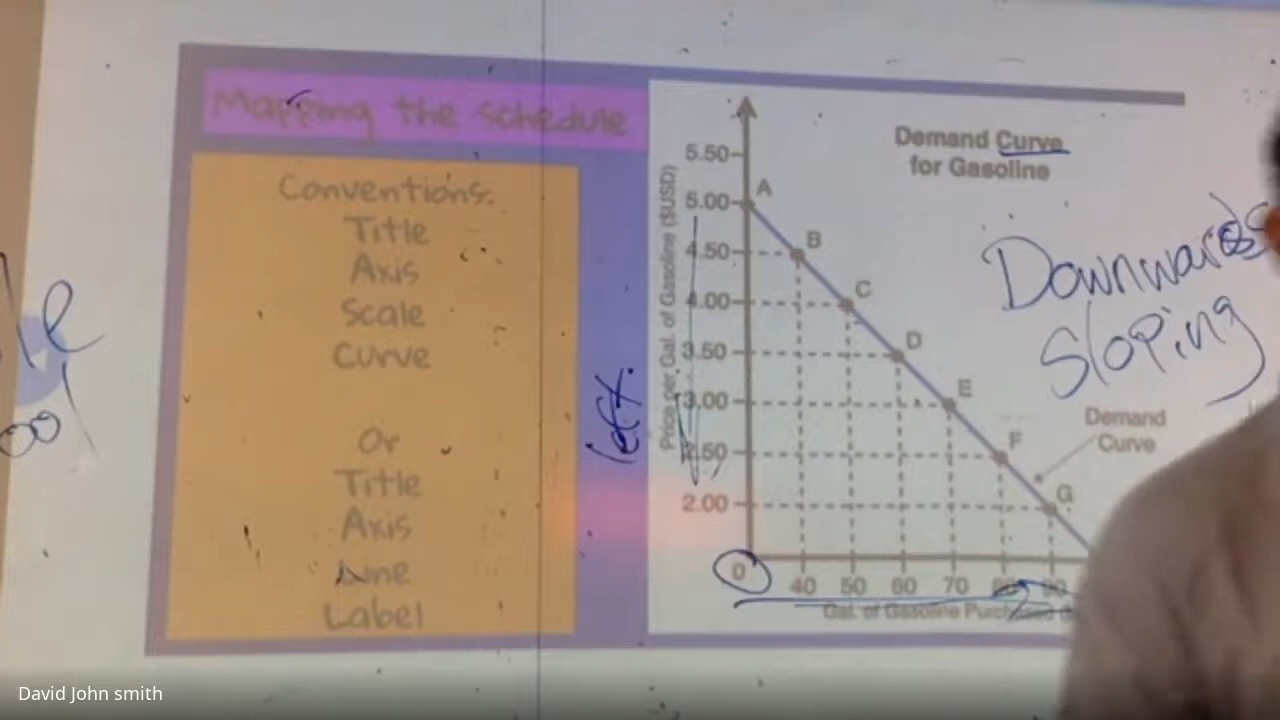 Mapping the schedule
Conventions:
Title
Axis
Scale
Curve
Or
Title
Axis
Line
Label
left.
Demand Curve
for Gasoline
Price per Gal. of Gasoline ($USD)
5.50
5.00
4.50
4.00
3.50
3.00
2.50
2.00
A
B
C
D
E
F
G
Demand
Curve
0 40 50 60 70 80 90
Gal. of Gasoline Purchased
Downwards
Sloping
David John smith